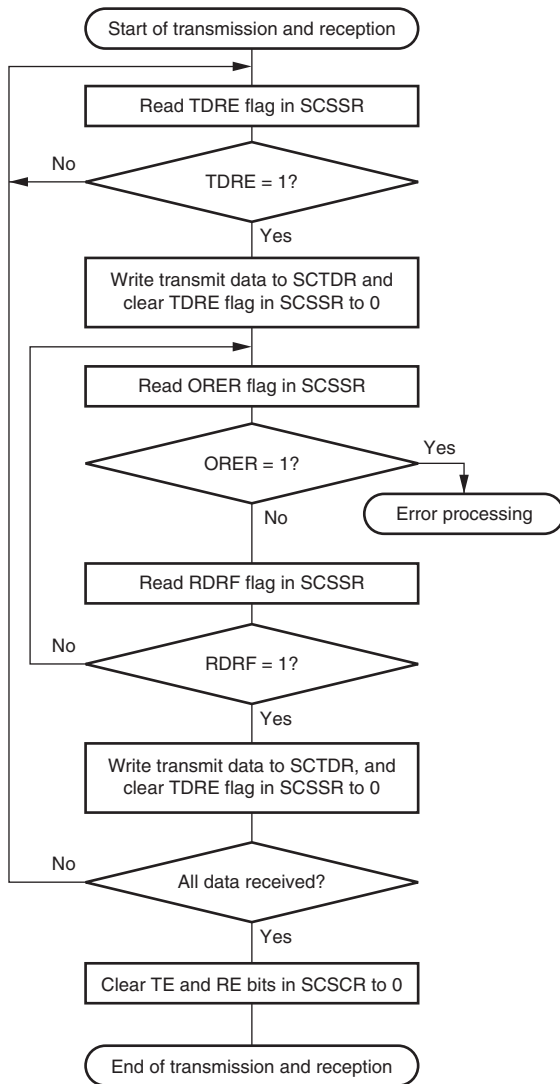 Start of transmission and reception
Read TDRE flag in SCSSR
No
TDRE = 1?
Yes
Write transmit data to SCTDR and
clear TDRE flag in SCSSR to 0
Read ORER flag in SCSSR
Yes
ORER = 1?
Error processing
No
Read RDRF flag in SCSSR
No
RDRF = 1?
Yes
Write transmit data to SCTDR, and
clear TDRE flag in SCSSR to 0
No
All data received?
Yes
Clear TE and RE bits in SCSCR to 0
End of transmission and reception